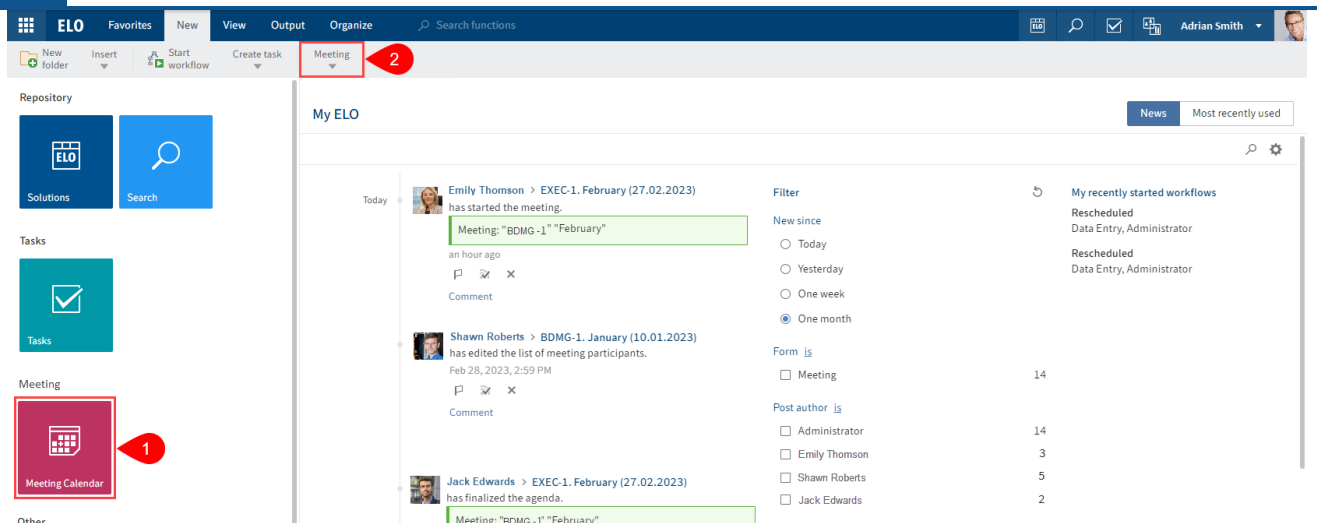 ELO Favorites New View Output Organize Search functions ELO Adrian Smith
New folder Insert Start workflow Create task Meeting 2
Repository
ELO
Solutions
Search
Tasks
Tasks
Meeting
Meeting Calendar
1
Other
My ELO
News Most recently used
Today
Emily Thomson > EXEC-1. February (27.02.2023)
has started the meeting.
Meeting: "BDMG -1" "February"
an hour ago
Comment
Shawn Roberts > BDMG-1. January (10.01.2023)
has edited the list of meeting participants.
Feb 28, 2023, 2:59 PM
Comment
Jack Edwards > EXEC-1. February (27.02.2023)
has finalized the agenda.
Meeting: "BDMG -1" "February"
Filter
New since
Today
Yesterday
One week
One month
Form is
Meeting 14
Post author is
Administrator 14
Emily Thomson 3
Shawn Roberts 5
Jack Edwards 2
My recently started workflows
Rescheduled
Data Entry, Administrator
Rescheduled
Data Entry, Administrator